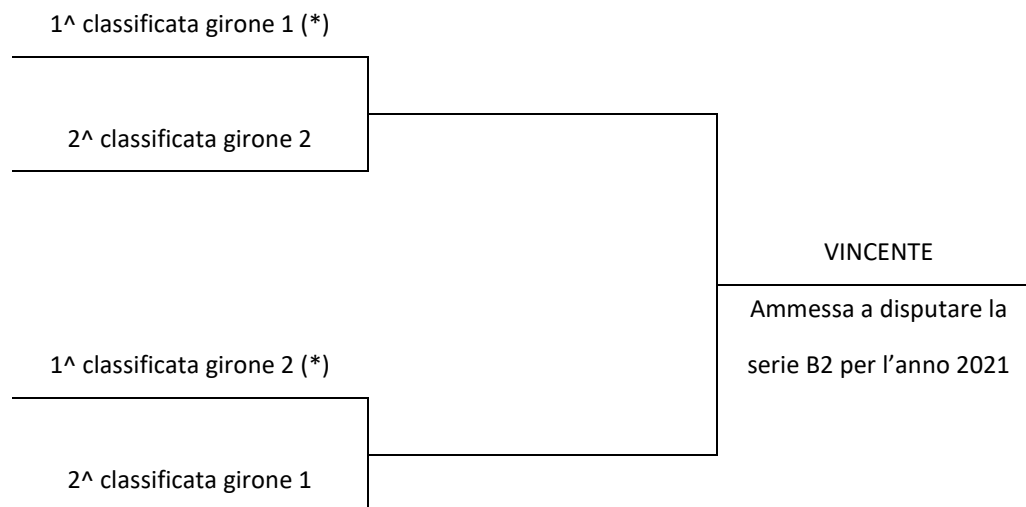 1^ classificata girone 1 (*)
2^ classificata girone 2
VINCENTE
Ammessa a disputare la
serie B2 per l’anno 2021
1^ classificata girone 2 (*)
2^ classificata girone 1